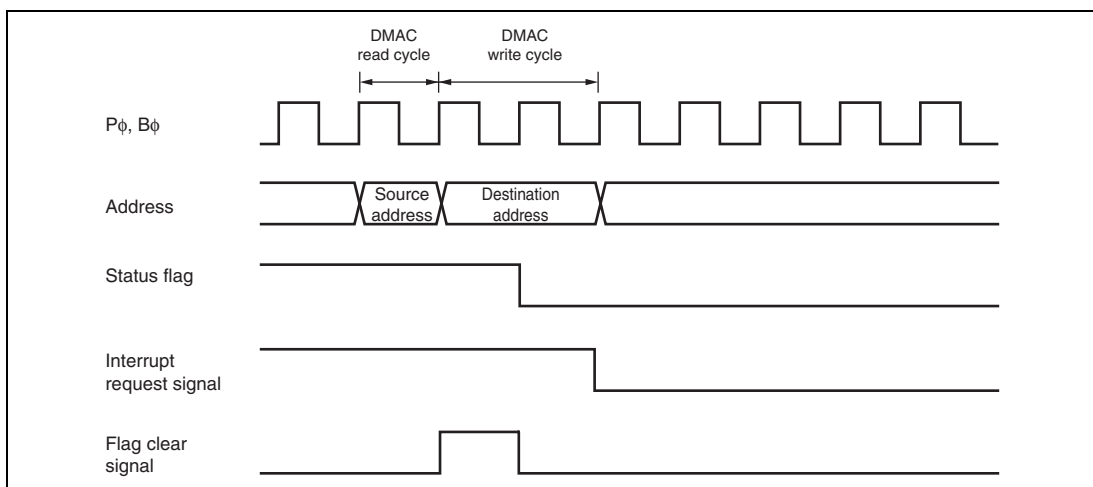 DMAC
read cycle
DMAC
write cycle
Pϕ, Bϕ
Address
Source
address
Destination
address
Status flag
Interrupt
request signal
Flag clear
signal